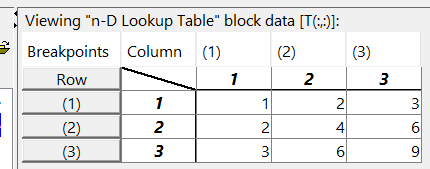 Viewing "n-D Lookup Table" block data [T(:,:)]:
Breakpoints Column (1) (2) (3)
Row 1 2 3
(1) 1 1 2 3
(2) 2 2 4 6
(3) 3 3 6 9